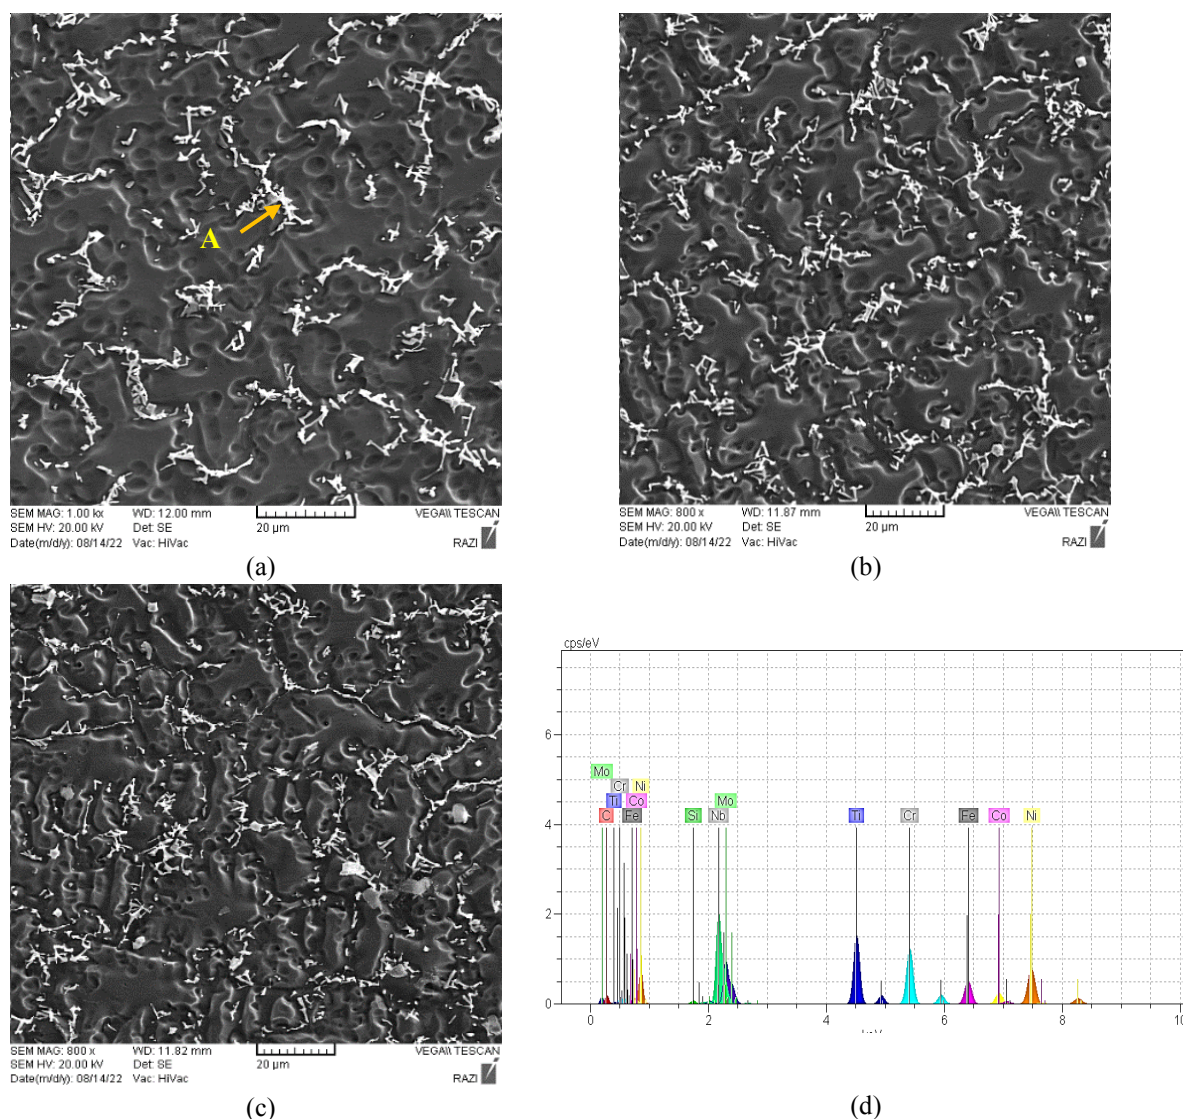 A
SEM MAG: 1.00 kx WD: 12.00 mm
SEM HV: 20.00 kV Det: SE 20 µm VEGA\\ TESCAN
Date(m/d/y): 08/14/22 Vac: HiVac RAZI
(a)
SEM MAG: 800 x WD: 11.87 mm
SEM HV: 20.00 kV Det: SE 20 µm VEGA\\ TESCAN
Date(m/d/y): 08/14/22 Vac: HiVac RAZI
(b)
SEM MAG: 800 x WD: 11.82 mm
SEM HV: 20.00 kV Det: SE 20 µm VEGA\\ TESCAN
Date(m/d/y): 08/14/22 Vac: HiVac RAZI
(c)
cps/eV
6
4
2
0
Mo
Cr Ni
Ti Co Mo
C Fe Si Nb Ti Cr Fe Co Ni
0 2 4 6 8 10
(d)